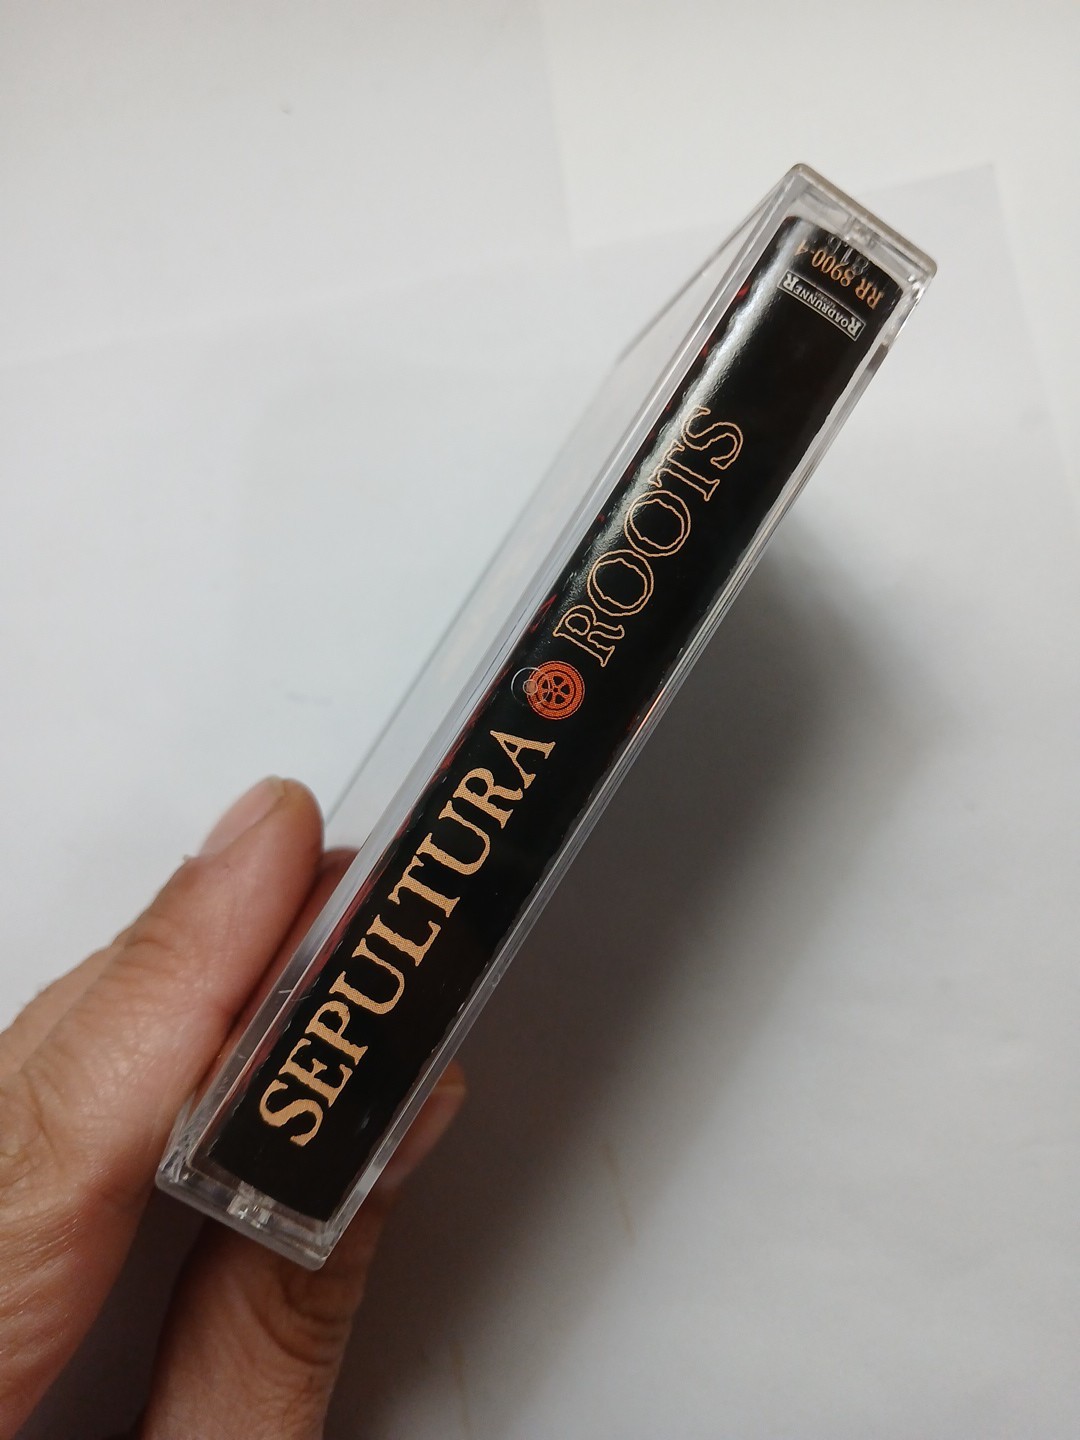 SEPULTURA ROOTS
ROADRUNNER
RR 8900-4